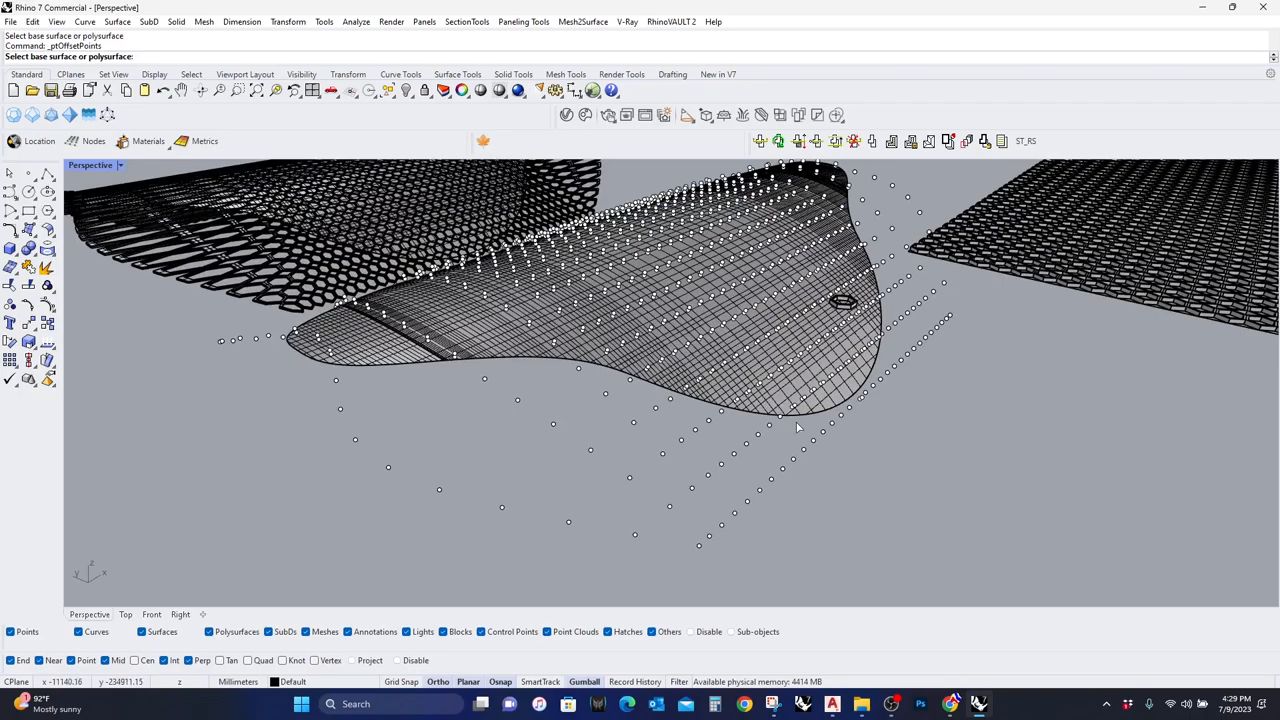 Rhino 7 Commercial - [Perspective]
File Edit View Curve Surface SubD Solid Mesh Dimension Transform Tools Analyze Render Panels SectionTools Paneling Tools Mesh2Surface V-Ray RhinoVAULT 2 Help
Select base surface or polysurface
Command: _ptOffsetPoints
Select base surface or polysurface:
Standard CPlanes Set View Display Select Viewport Layout Visibility Transform Curve Tools Surface Tools Solid Tools Mesh Tools Render Tools Drafting New in V7
Location Nodes Materials Metrics ST_RS
Perspective
z
y x
Perspective Top Front Right
Points Curves Surfaces Polysurfaces SubDs Meshes Annotations Lights Blocks Control Points Point Clouds Hatches Others Disable Sub-objects
End Near Point Mid Cen Int Perp Tan Quad Knot Vertex Project Disable
CPlane x -11140.16 y -234911.15 z Millimeters Default Grid Snap Ortho Planar Osnap SmartTrack Gumball Record History Filter Available physical memory: 4414 MB
92°F
Mostly sunny
Search
4:29 PM
7/9/2023